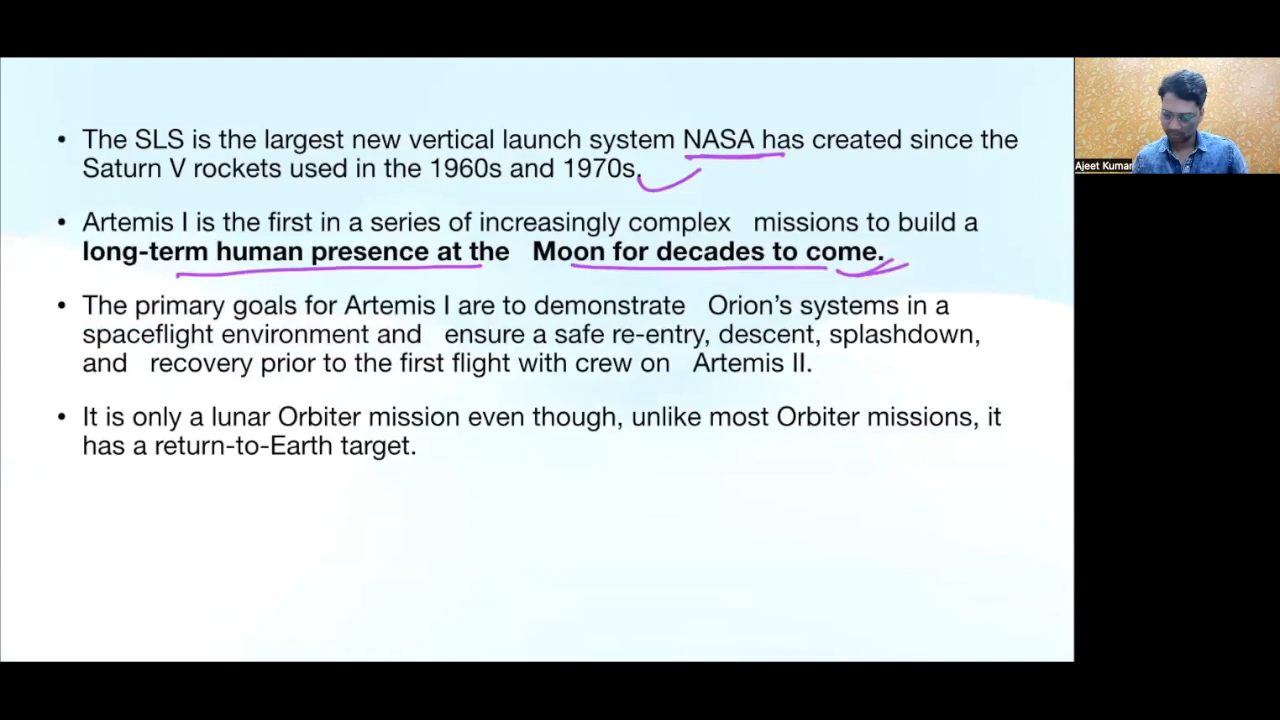 • The SLS is the largest new vertical launch system NASA has created since the
Saturn V rockets used in the 1960s and 1970s.
• Artemis I is the first in a series of increasingly complex missions to build a
long-term human presence at the Moon for decades to come.
• The primary goals for Artemis I are to demonstrate Orion's systems in a
spaceflight environment and ensure a safe re-entry, descent, splashdown,
and recovery prior to the first flight with crew on Artemis II.
• It is only a lunar Orbiter mission even though, unlike most Orbiter missions, it
has a return-to-Earth target.
Ajeet Kumar